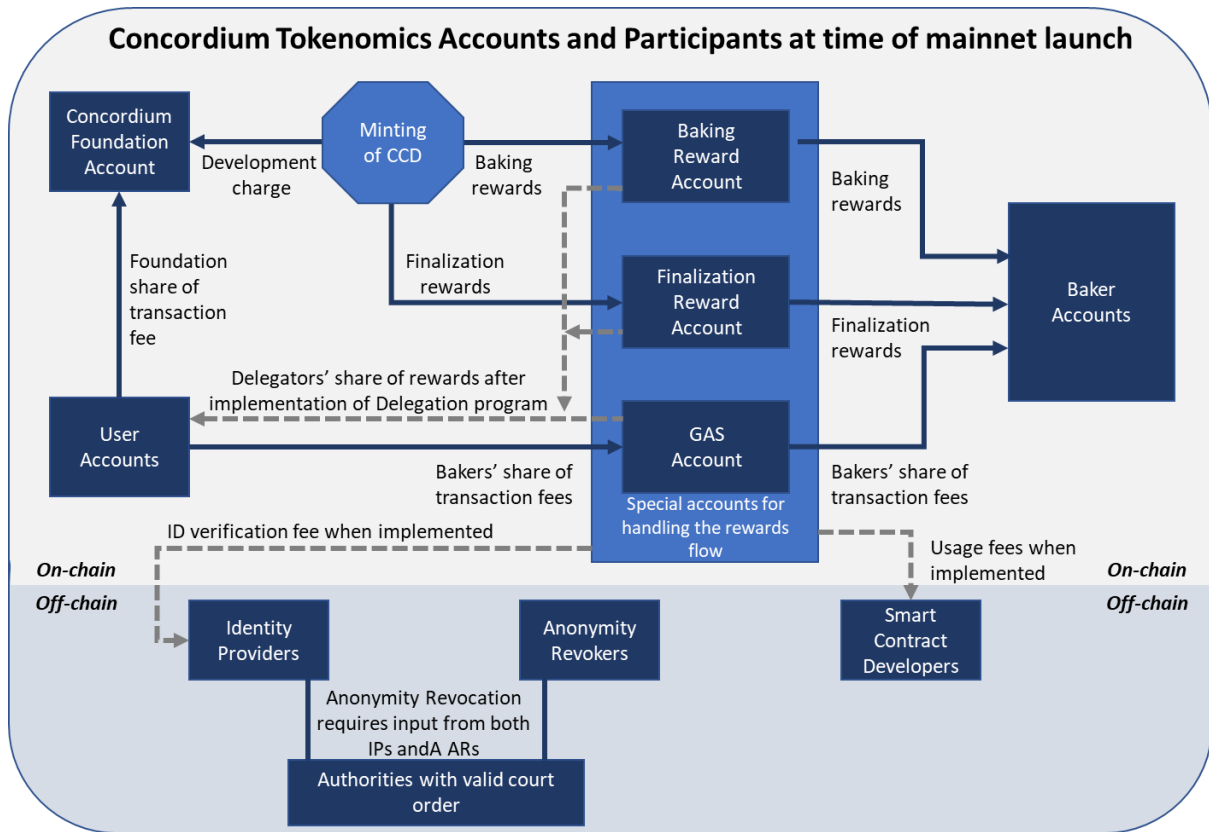 Concordium Tokenomics Accounts and Participants at time of mainnet launch
Concordium
Foundation
Account
Minting
of CCD
Baking
Reward
Account
Development
charge
Baking
rewards
Baking
rewards
Foundation
share of
transaction
fee
Finalization
rewards
Finalization
Reward
Account
Baker
Accounts
Finalization
rewards
Delegators’ share of rewards after
implementation of Delegation program
User
Accounts
GAS
Account
Bakers’ share of
transaction fees
Bakers’ share of
transaction fees
Special accounts for
handling the rewards
flow
ID verification fee when implemented
Usage fees when
implemented
On-chain
On-chain
Off-chain
Off-chain
Identity
Providers
Anonymity
Revokers
Smart
Contract
Developers
Anonymity Revocation
requires input from both
IPs andA ARs
Authorities with valid court
order